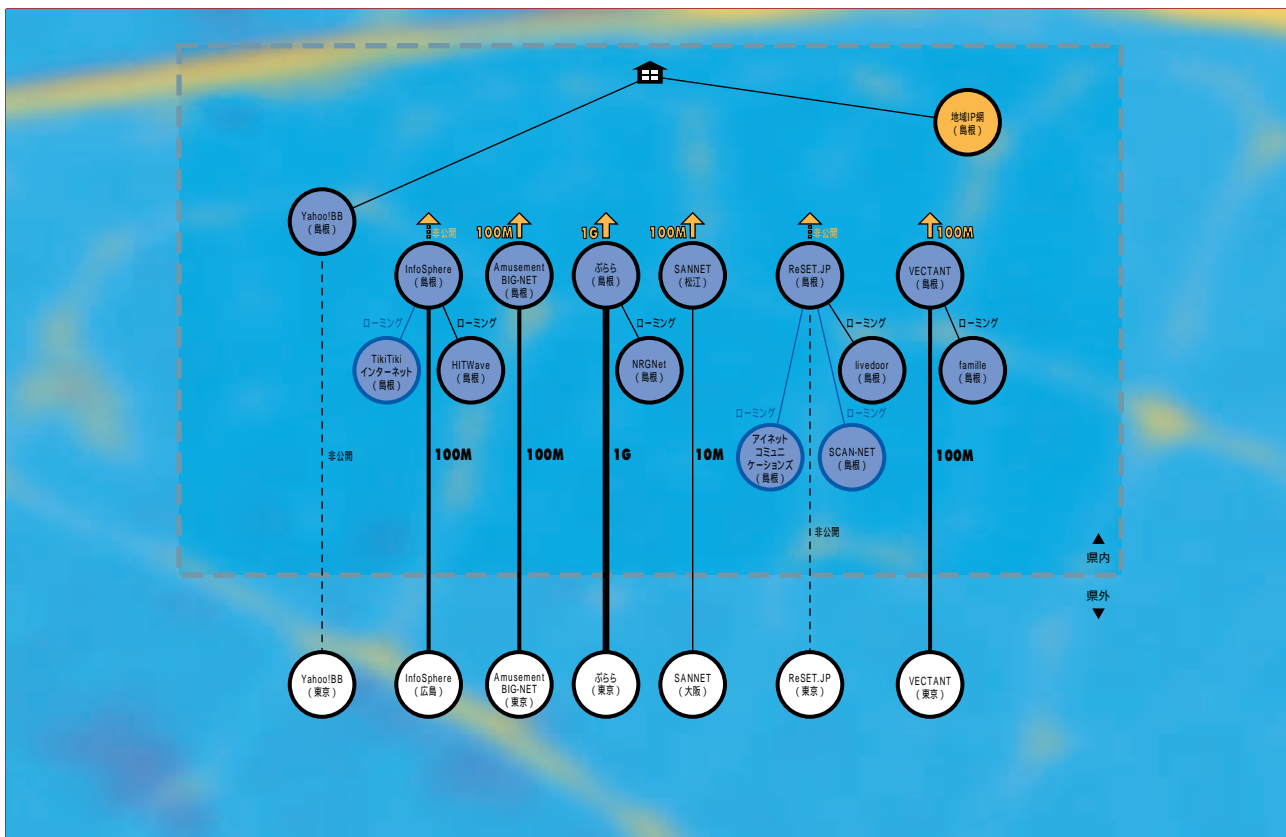 地域IP網
(島根)
Yahoo!BB
(島根)
非公開
100M
1G
100M
非公開
100M
InfoSphere
(島根)
Amusement
BIG-NET
(島根)
ぷらら
(島根)
SANNET
(松江)
ReSET.JP
(島根)
VECTANT
(島根)
ローミング
ローミング
ローミング
ローミング
ローミング
TikiTiki
インターネット
(島根)
HITWave
(島根)
NRGNet
(島根)
livedoor
(島根)
famille
(島根)
ローミング
ローミング
アイネット
コミュニ
ケーションズ
(島根)
SCAN-NET
(島根)
非公開
100M
100M
1G
10M
100M
非公開
▲
県内
県外
▼
Yahoo!BB
(東京)
InfoSphere
(広島)
Amusement
BIG-NET
(東京)
ぷらら
(東京)
SANNET
(大阪)
ReSET.JP
(東京)
VECTANT
(東京)